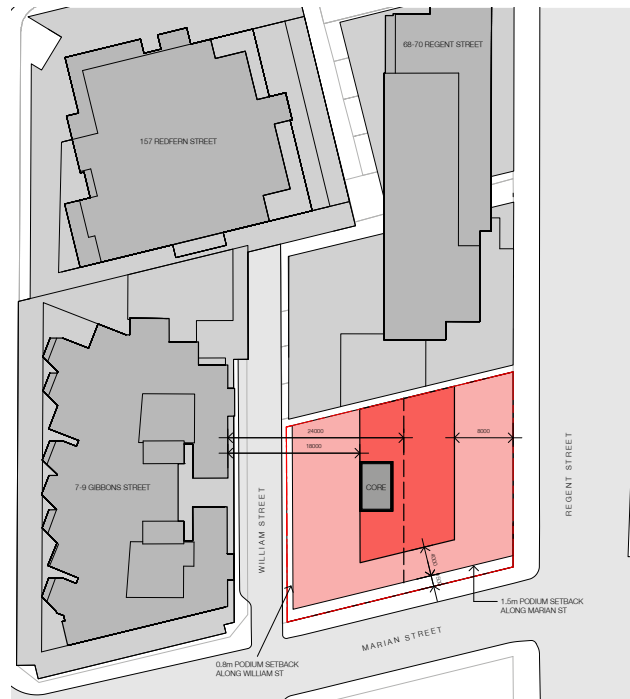 68-70 REGENT STREET
157 REDFERN STREET
24000
18000
8000
CORE
7-9 GIBBONS STREET
WILLIAM STREET
REGENT STREET
4000
1.5m PODIUM SETBACK
ALONG MARIAN ST
MARIAN STREET
0.8m PODIUM SETBACK
ALONG WILLIAM ST